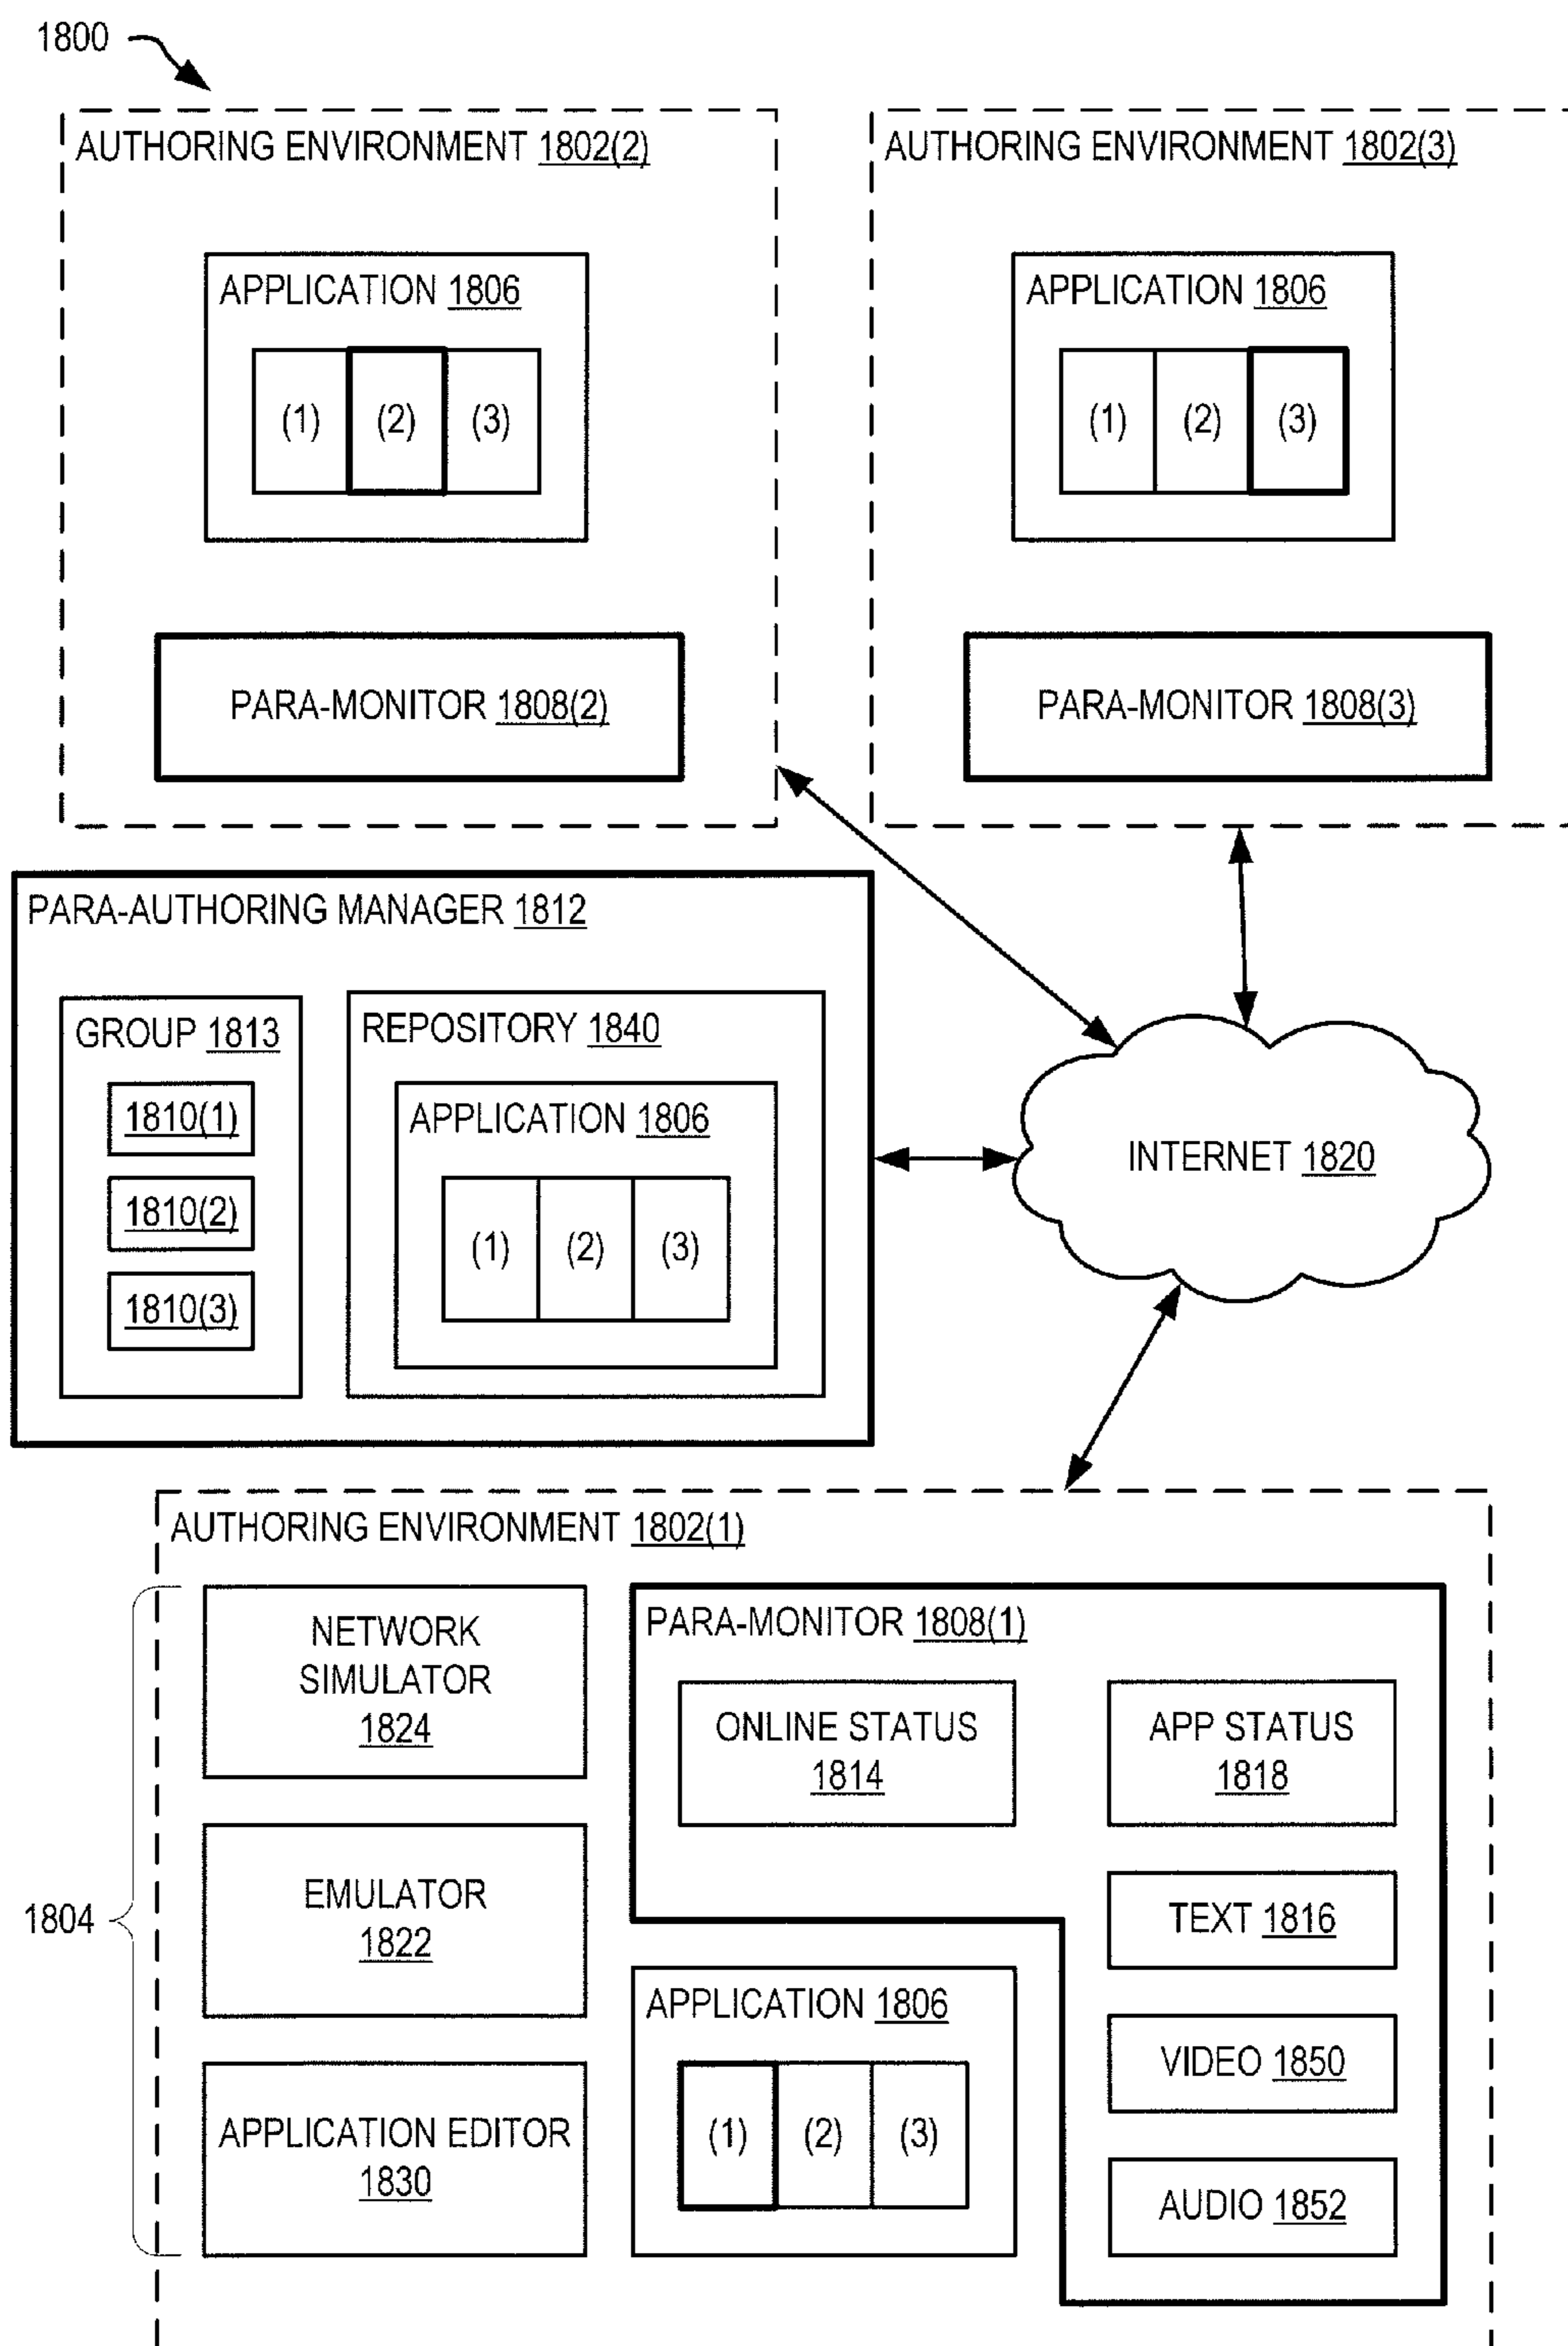 1800
AUTHORING ENVIRONMENT 1802(2)
APPLICATION 1806
(1) (2) (3)
PARA-MONITOR 1808(2)
AUTHORING ENVIRONMENT 1802(3)
APPLICATION 1806
(1) (2) (3)
PARA-MONITOR 1808(3)
PARA-AUTHORING MANAGER 1812
GROUP 1813
1810(1)
1810(2)
1810(3)
REPOSITORY 1840
APPLICATION 1806
(1) (2) (3)
INTERNET 1820
AUTHORING ENVIRONMENT 1802(1)
1804
NETWORK
SIMULATOR
1824
EMULATOR
1822
APPLICATION EDITOR
1830
PARA-MONITOR 1808(1)
ONLINE STATUS
1814
APP STATUS
1818
TEXT 1816
VIDEO 1850
AUDIO 1852
APPLICATION 1806
(1) (2) (3)